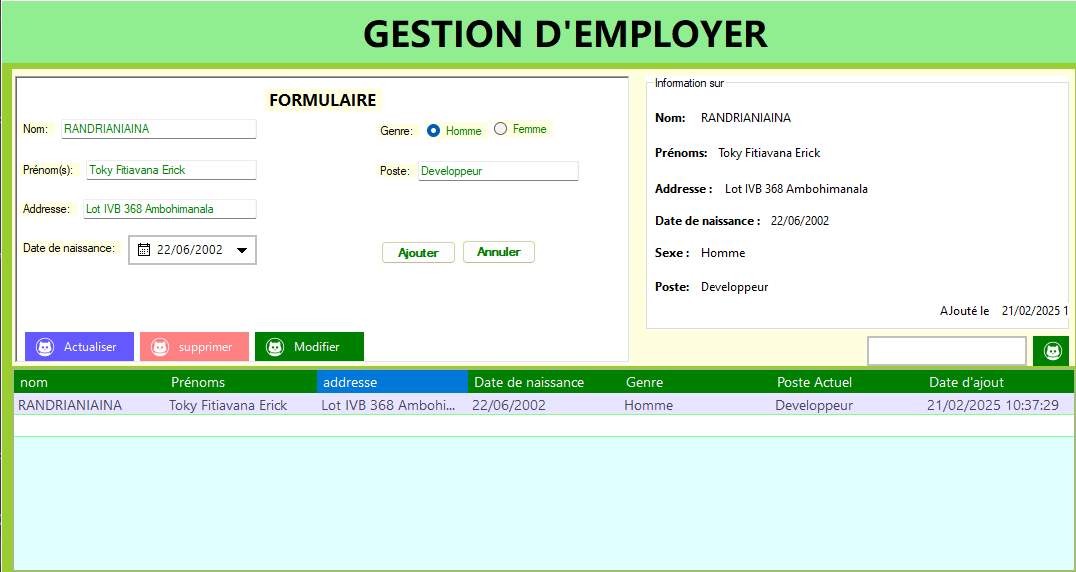 GESTION D'EMPLOYER
FORMULAIRE
Nom: RANDRIANIAINA
Genre: Homme Femme
Prénom(s): Toky Fitiavana Erick
Poste: Developpeur
Addresse: Lot IVB 368 Ambohimanala
Date de naissance: 22/06/2002
Ajouter Annuler
Actualiser supprimer Modifier
Information sur
Nom: RANDRIANIAINA
Prénoms: Toky Fitiavana Erick
Addresse : Lot IVB 368 Ambohimanala
Date de naissance : 22/06/2002
Sexe : Homme
Poste: Developpeur
AJouté le 21/02/2025 1
nom Prénoms addresse Date de naissance Genre Poste Actuel Date d'ajout
RANDRIANIAINA Toky Fitiavana Erick Lot IVB 368 Ambohi... 22/06/2002 Homme Developpeur 21/02/2025 10:37:29